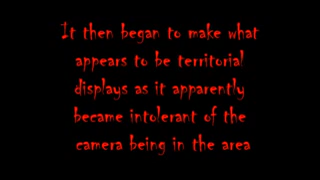 It then began to make what
appears to be territorial
displays as it apparently
became intolerant of the
camera being in the area